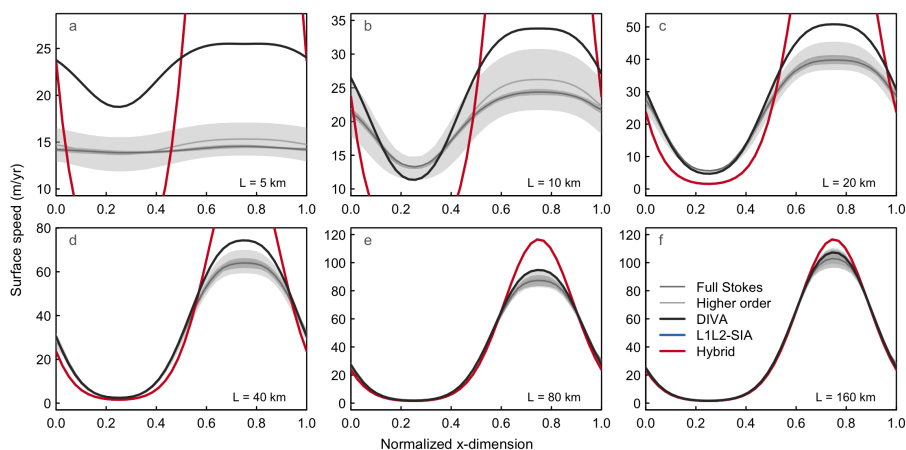 a
b
c
25
20
15
10
35
30
25
20
15
10
50
40
30
20
10
0
L = 5 km
L = 10 km
L = 20 km
0.0 0.2 0.4 0.6 0.8 1.0
0.0 0.2 0.4 0.6 0.8 1.0
0.0 0.2 0.4 0.6 0.8 1.0
Surface speed (m/yr)
d
e
f
80
60
40
20
0
120
100
80
60
40
20
0
120
100
80
60
40
20
0
Full Stokes
Higher order
DIVA
L1L2-SIA
Hybrid
L = 40 km
L = 80 km
L = 160 km
0.0 0.2 0.4 0.6 0.8 1.0
0.0 0.2 0.4 0.6 0.8 1.0
0.0 0.2 0.4 0.6 0.8 1.0
Normalized x-dimension